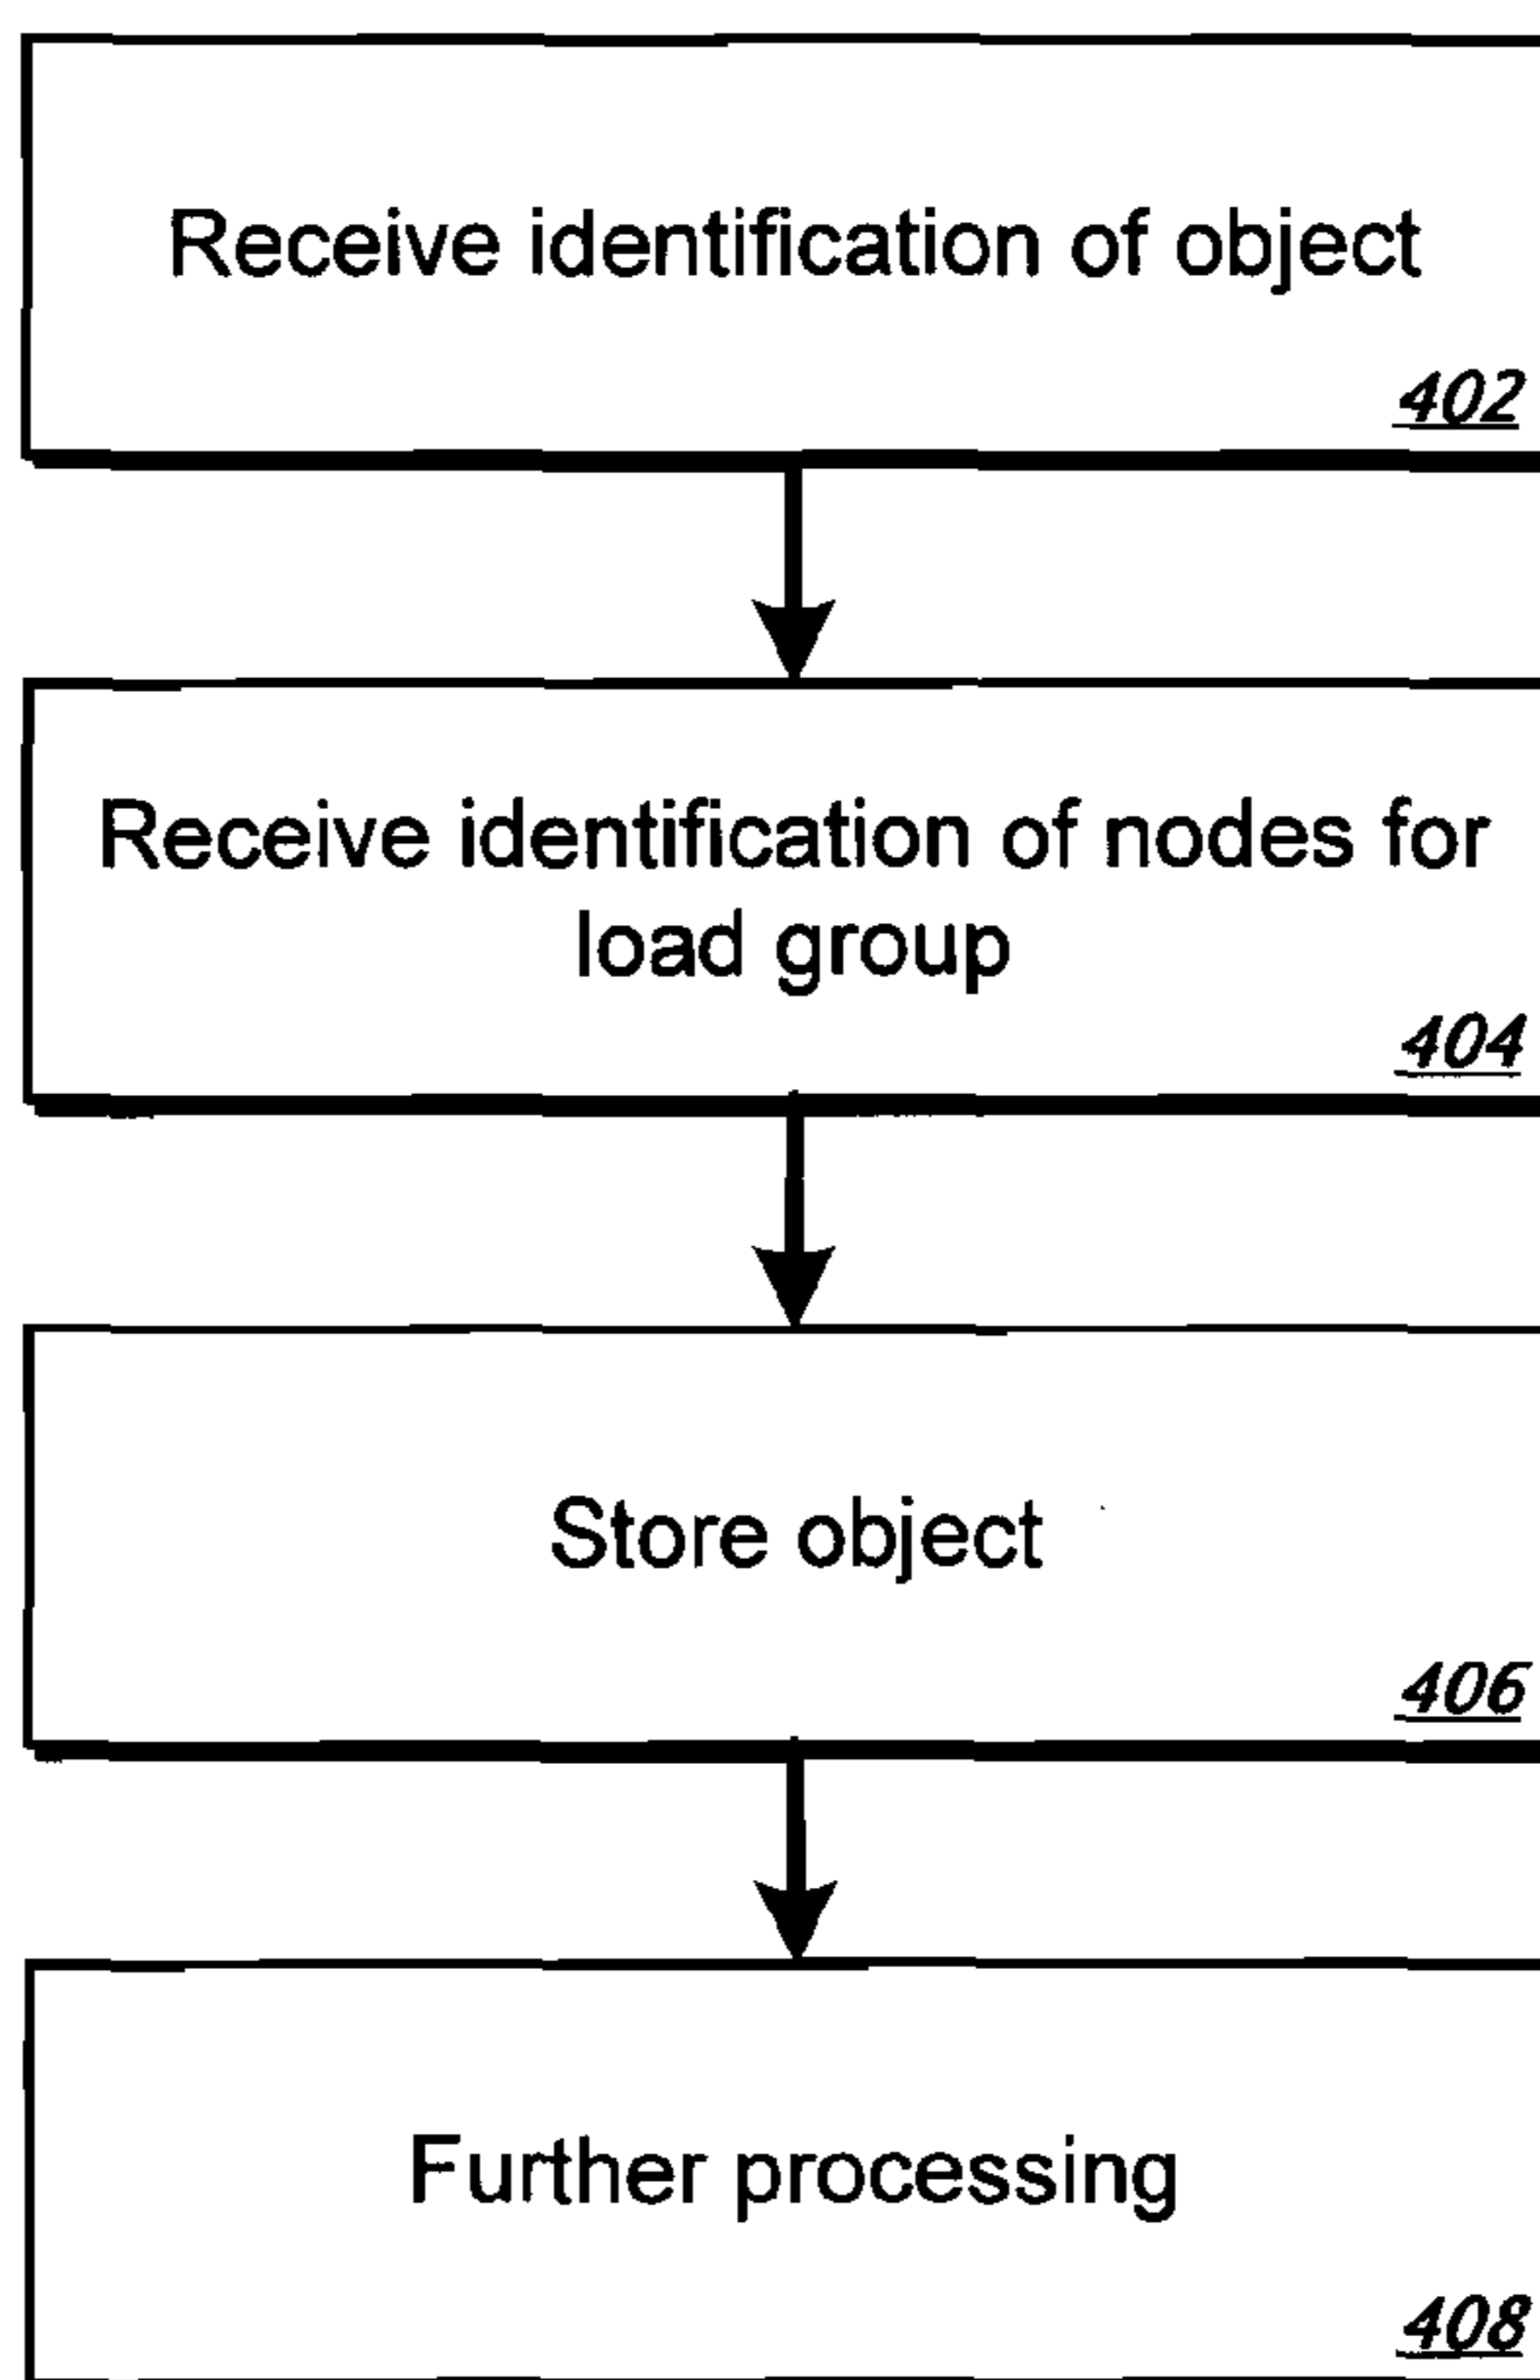 Receive identification of object
402
Receive identification of nodes for
load group
404
Store object
406
Further processing
408